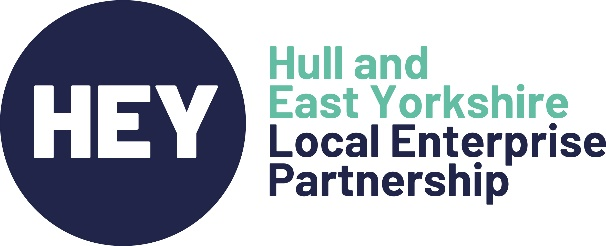 HEY
Hull and
East Yorkshire
Local Enterprise
Partnership